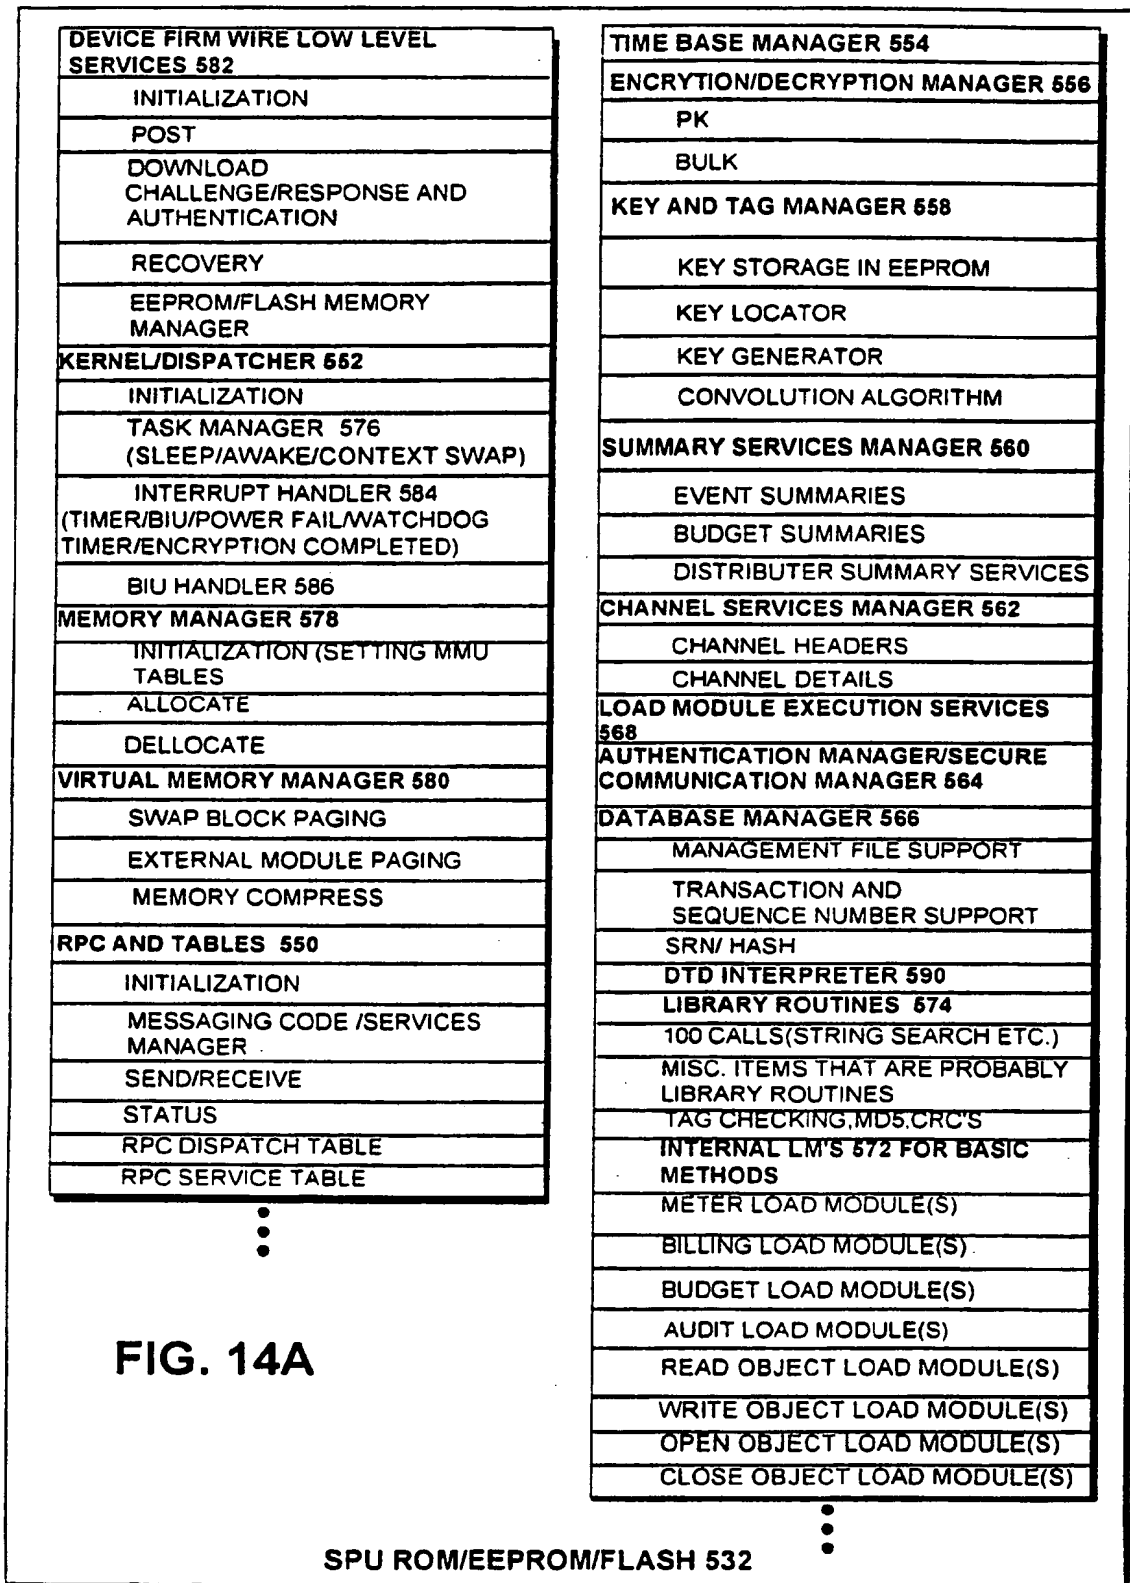 DEVICE FIRM WIRE LOW LEVEL
SERVICES 582
INITIALIZATION
POST
DOWNLOAD
CHALLENGE/RESPONSE AND
AUTHENTICATION
RECOVERY
EEPROM/FLASH MEMORY
MANAGER
KERNEL/DISPATCHER 552
INITIALIZATION
TASK MANAGER 576
(SLEEP/AWAKE/CONTEXT SWAP)
INTERRUPT HANDLER 584
(TIMER/BIU/POWER FAIL/WATCHDOG
TIMER/ENCRYPTION COMPLETED)
BIU HANDLER 586
MEMORY MANAGER 578
INITIALIZATION (SETTING MMU
TABLES
ALLOCATE
DELLOCATE
VIRTUAL MEMORY MANAGER 580
SWAP BLOCK PAGING
EXTERNAL MODULE PAGING
MEMORY COMPRESS
RPC AND TABLES 550
INITIALIZATION
MESSAGING CODE /SERVICES
MANAGER
SEND/RECEIVE
STATUS
RPC DISPATCH TABLE
RPC SERVICE TABLE
TIME BASE MANAGER 554
ENCRYTION/DECRYPTION MANAGER 556
PK
BULK
KEY AND TAG MANAGER 558
KEY STORAGE IN EEPROM
KEY LOCATOR
KEY GENERATOR
CONVOLUTION ALGORITHM
SUMMARY SERVICES MANAGER 560
EVENT SUMMARIES
BUDGET SUMMARIES
DISTRIBUTER SUMMARY SERVICES
CHANNEL SERVICES MANAGER 562
CHANNEL HEADERS
CHANNEL DETAILS
LOAD MODULE EXECUTION SERVICES
568
AUTHENTICATION MANAGER/SECURE
COMMUNICATION MANAGER 564
DATABASE MANAGER 566
MANAGEMENT FILE SUPPORT
TRANSACTION AND
SEQUENCE NUMBER SUPPORT
SRN/ HASH
DTD INTERPRETER 590
LIBRARY ROUTINES 574
100 CALLS(STRING SEARCH ETC.)
MISC. ITEMS THAT ARE PROBABLY
LIBRARY ROUTINES
TAG CHECKING,MD5,CRC'S
INTERNAL LM'S 572 FOR BASIC
METHODS
METER LOAD MODULE(S)
BILLING LOAD MODULE(S)
BUDGET LOAD MODULE(S)
AUDIT LOAD MODULE(S)
READ OBJECT LOAD MODULE(S)
WRITE OBJECT LOAD MODULE(S)
OPEN OBJECT LOAD MODULE(S)
CLOSE OBJECT LOAD MODULE(S)
FIG. 14A
SPU ROM/EEPROM/FLASH 532